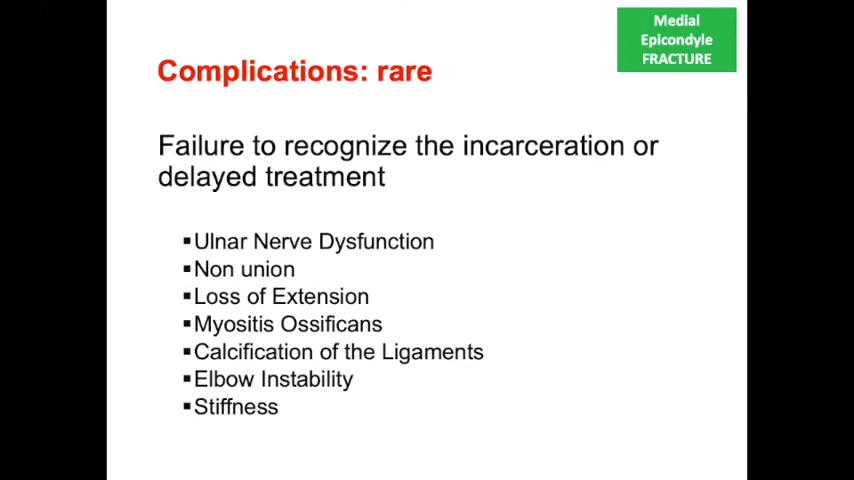 Medial
Epicondyle
FRACTURE
Complications: rare
Failure to recognize the incarceration or
delayed treatment
▪Ulnar Nerve Dysfunction
▪Non union
▪Loss of Extension
▪Myositis Ossificans
▪Calcification of the Ligaments
▪Elbow Instability
▪Stiffness